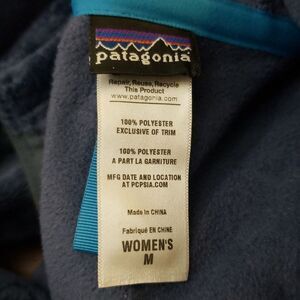 patagonia
Repair, Reuse, Recycle
This Product
www.patagonia.com
100% POLYESTER
EXCLUSIVE OF TRIM
100% POLYESTER
A PART LA GARNITURE
MFG DATE AND LOCATION
AT PCPSIA.COM
Made in CHINA
Fabriqué EN CHINE
WOMEN'S
M